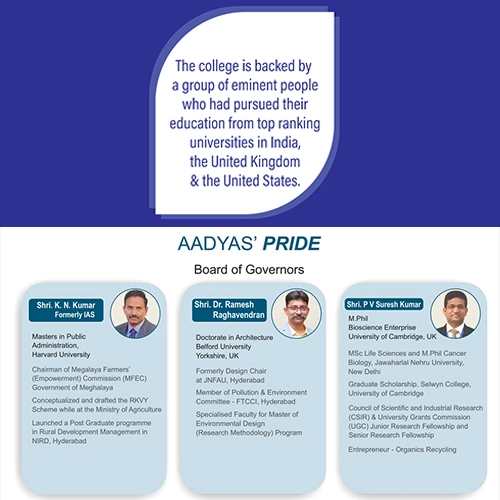 The college is backed by
a group of eminent people
who had pursued their
education from top ranking
universities in India,
the United Kingdom
& the United States.
AADYAS' PRIDE
Board of Governors
Shri. K. N. Kumar
Formerly IAS
Masters in Public
Administration,
Harvard University
Chairman of Megalaya Farmers'
(Empowerment) Commission (MFEC)
Government of Meghalaya
Conceptualized and drafted the RKVY
Scheme while at the Ministry of Agriculture
Launched a Post Graduate programme
in Rural Development Management in
NIRD, Hyderabad
Shri. Dr. Ramesh
Raghavendran
Doctorate in Architecture
Belford University
Yorkshire, UK
Formerly Design Chair
at JNFAU, Hyderabad
Member of Pollution & Environment
Committee - FTCCI, Hyderabad
Specialised Faculty for Master of
Environmental Design
(Research Methodology) Program
Shri. P V Suresh Kumar
M.Phil
Bioscience Enterprise
University of Cambridge, UK
MSc Life Sciences and M.Phil Cancer
Biology, Jawaharlal Nehru University,
New Delhi
Graduate Scholarship, Selwyn College,
University of Cambridge
Council of Scientific and Industrial Research
(CSIR) & University Grants Commission
(UGC) Junior Research Fellowship and
Senior Research Fellowship
Entrepreneur - Organics Recycling